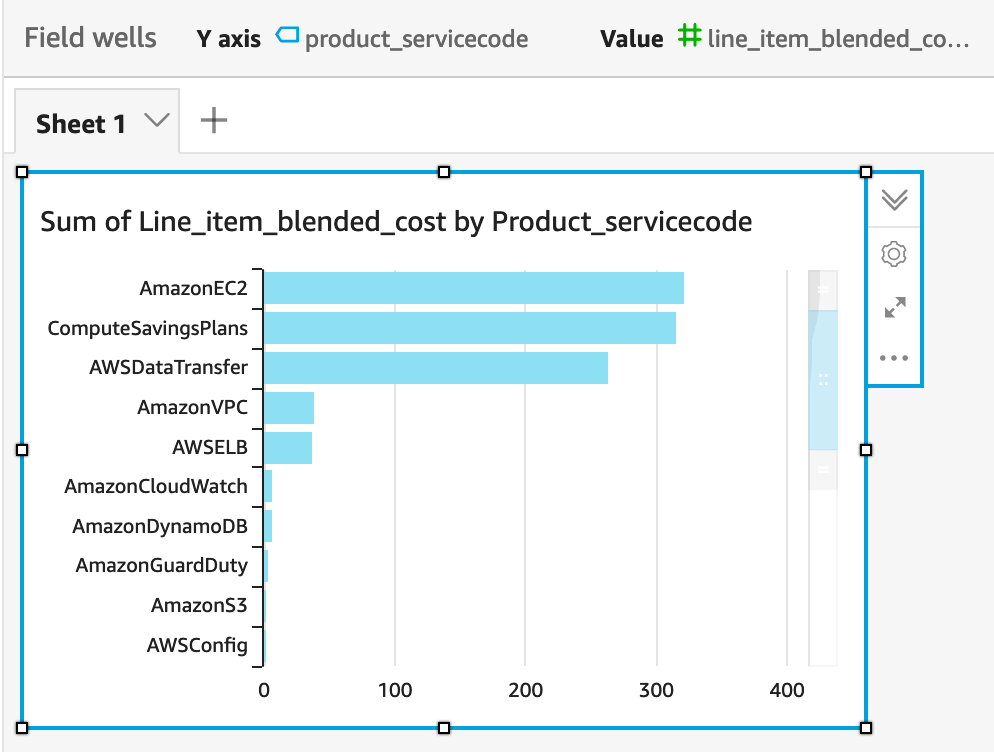 Field wells Y axis product_servicecode Value line_item_blended_co...
Sheet 1
Sum of Line_item_blended_cost by Product_servicecode
AmazonEC2
ComputeSavingsPlans
AWSDataTransfer
AmazonVPC
AWSELB
AmazonCloudWatch
AmazonDynamoDB
AmazonGuardDuty
AmazonS3
AWSConfig
0 100 200 300 400